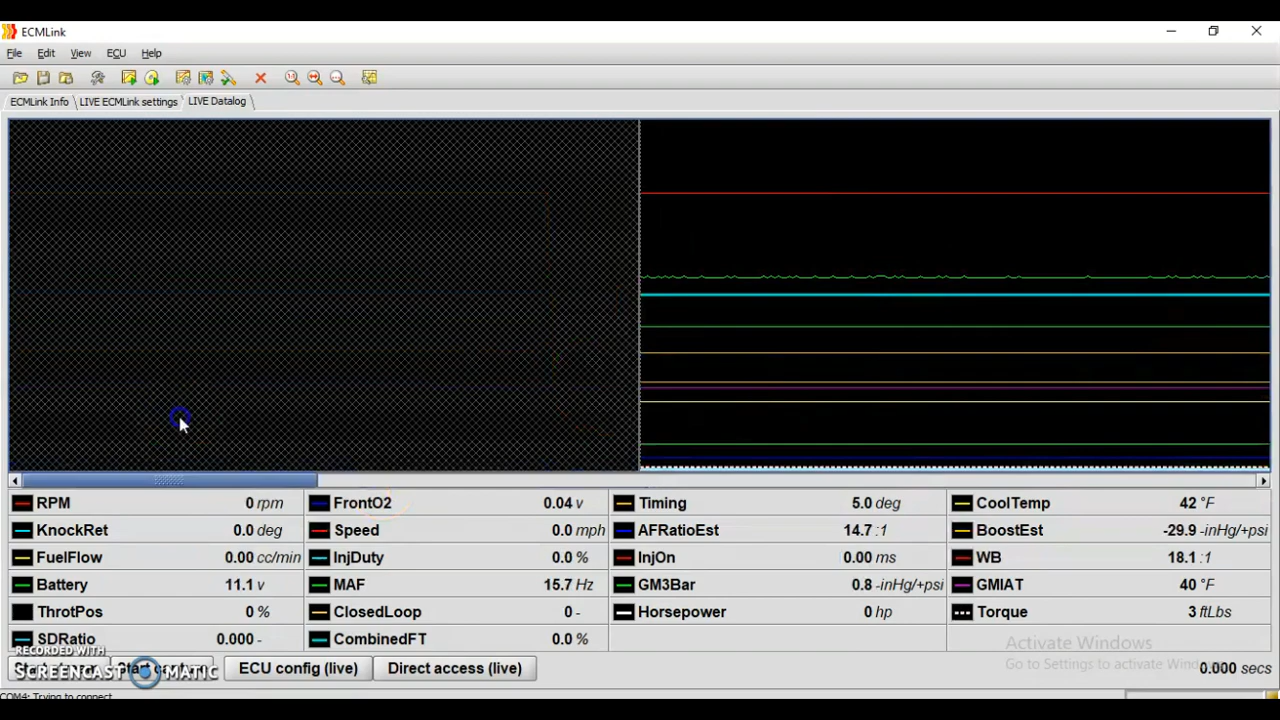 ECMLink
File Edit View ECU Help
ECMLink Info LIVE ECMLink settings LIVE Datalog
RPM 0 rpm FrontO2 0.04 v Timing 5.0 deg CoolTemp 42 °F
KnockRet 0.0 deg Speed 0.0 mph AFRatioEst 14.7 :1 BoostEst -29.9 -inHg/+psi
FuelFlow 0.00 cc/min InjDuty 0.0 % InjOn 0.00 ms WB 18.1 :1
Battery 11.1 v MAF 15.7 Hz GM3Bar 0.8 -inHg/+psi GMIAT 40 °F
ThrotPos 0 % ClosedLoop 0 - Horsepower 0 hp Torque 3 ftLbs
SDRatio 0.000 - CombinedFT 0.0 %
Activate Windows
RECORDED WITH
SCREENCAST MATIC
ECU config (live) Direct access (live)
Go to Settings to activate 0.000 secs
COM4: Trying to connect